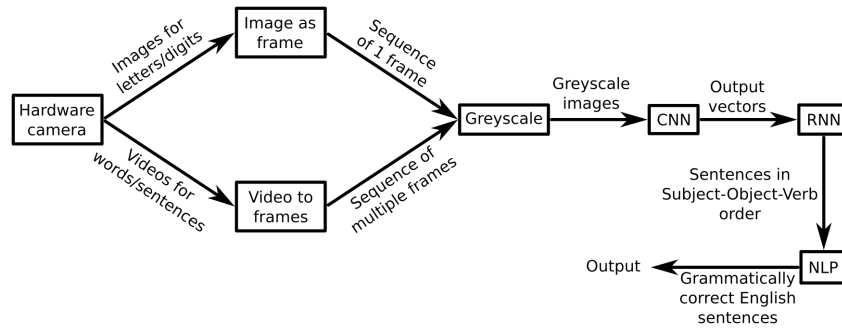 Hardware
camera
Images for
letters/digits
Image as
frame
Sequence
of 1 frame
Videos for
words/sentences
Video to
frames
Sequence of
multiple frames
Greyscale
Greyscale
images
CNN
Output
vectors
RNN
Sentences in
Subject-Object-Verb
order
NLP
Grammatically
correct English
sentences
Output